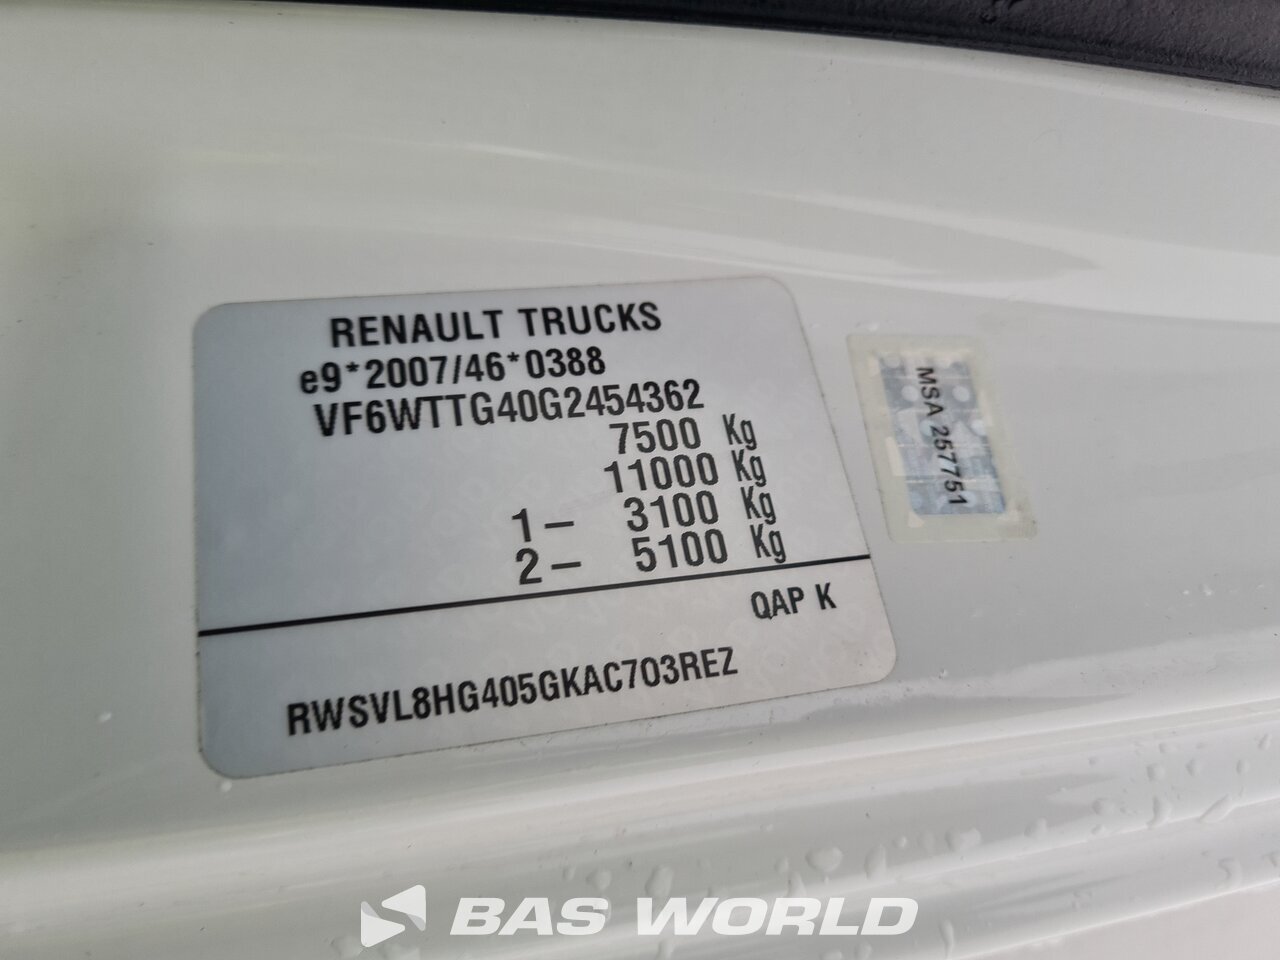 RENAULT TRUCKS
e9*2007/46*0388
VF6WTTG40G2454362
7500 Kg
11000 Kg
1- 3100 Kg
2- 5100 Kg
QAP K
RWSVL8HG405GKAC703REZ
MSA 257751
BAS WORLD